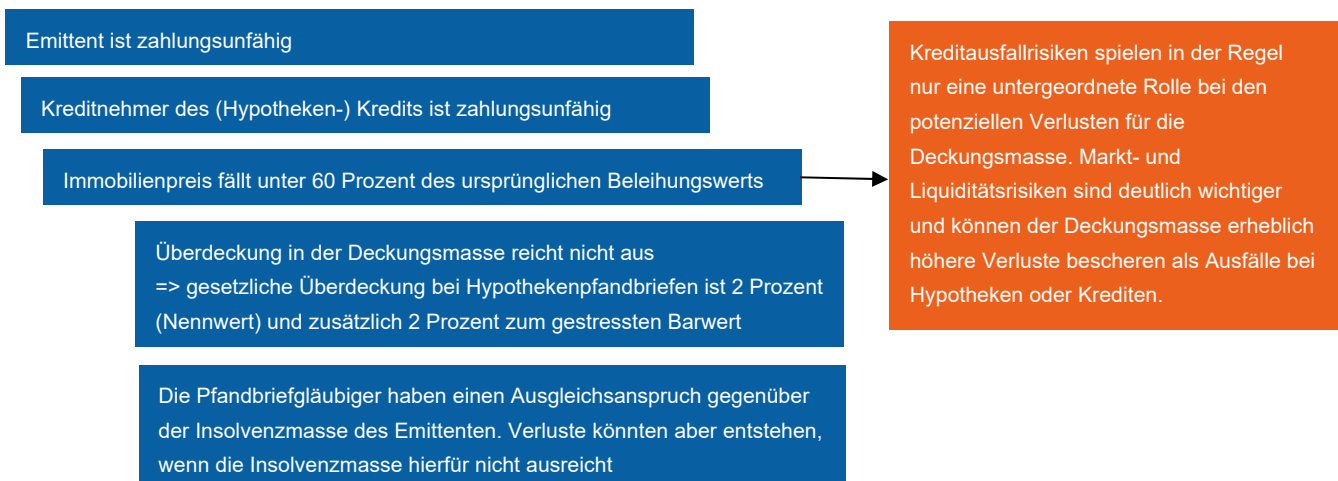 Emittent ist zahlungsunfähig
Kreditnehmer des (Hypotheken-) Kredits ist zahlungsunfähig
Immobilienpreis fällt unter 60 Prozent des ursprünglichen Beleihungswerts
Überdeckung in der Deckungsmasse reicht nicht aus
=> gesetzliche Überdeckung bei Hypothekenpfandbriefen ist 2 Prozent
(Nennwert) und zusätzlich 2 Prozent zum gestressten Barwert
Die Pfandbriefgläubiger haben einen Ausgleichsanspruch gegenüber
der Insolvenzmasse des Emittenten. Verluste könnten aber entstehen,
wenn die Insolvenzmasse hierfür nicht ausreicht
Kreditausfallrisiken spielen in der Regel
nur eine untergeordnete Rolle bei den
potenziellen Verlusten für die
Deckungsmasse. Markt- und
Liquiditätsrisiken sind deutlich wichtiger
und können der Deckungsmasse erheblich
höhere Verluste bescheren als Ausfälle bei
Hypotheken oder Krediten.